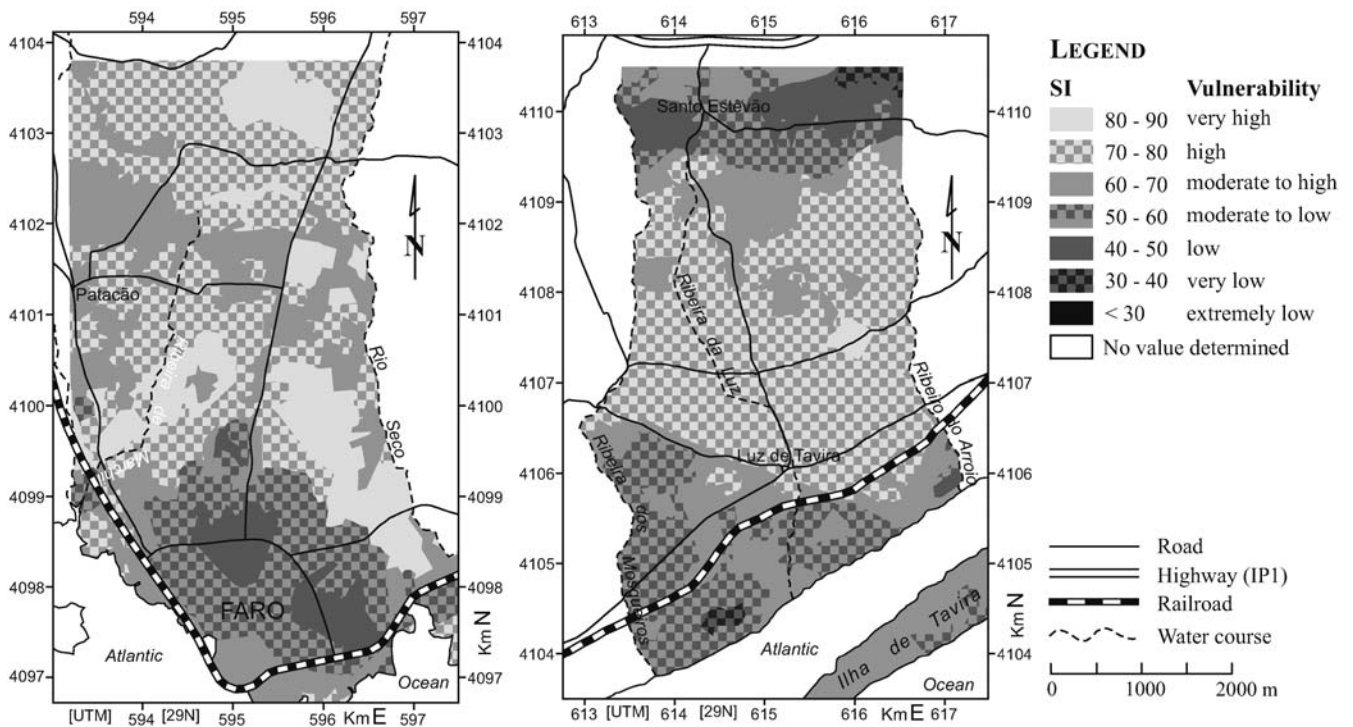 594 595 596 597
4104 4104
4103 4103
4102 4102
N
Patacão
4101 4101
Rio
Ribeira de
4100 4100
Seco
Marchil
4099 4099
4098 4098
FARO
Km N
Atlantic
4097 4097
Ocean
[UTM] 594 [29N] 595 596 Km E 597
613 614 615 616 617
4110 4110
Santo Estêvão
4109 4109
N
4108 4108
Ribeira da Luz
4107 4107
Ribeiro do Arroio
Luz de Tavira
4106 4106
Ribeira dos Mosqueiros
4105 4105
Km N
Ilha de Tavira
4104 4104
Atlantic
Ocean
613 [UTM] 614 [29N] 615 616 Km E 617
LEGEND
SI Vulnerability
80 - 90 very high
70 - 80 high
60 - 70 moderate to high
50 - 60 moderate to low
40 - 50 low
30 - 40 very low
< 30 extremely low
No value determined
Road
Highway (IP1)
Railroad
Water course
0 1000 2000 m